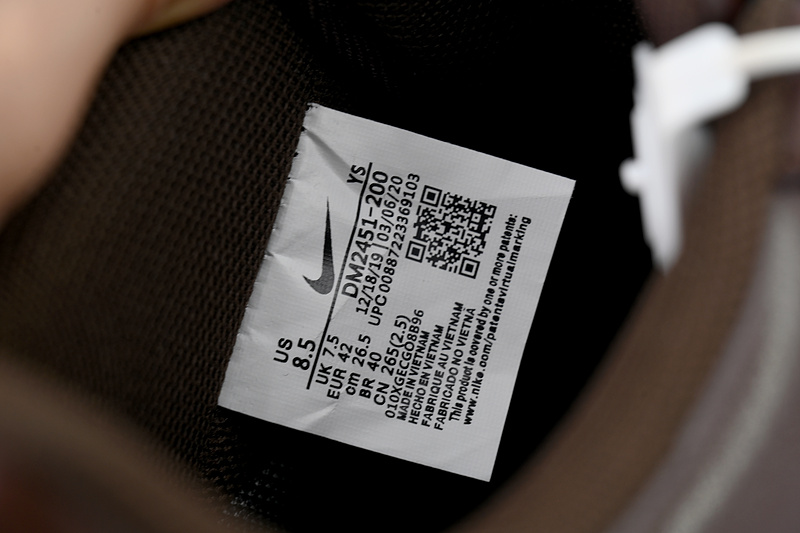 US
8.5
YS
UK 7.5
EUR 42
cm 26.5
BR 40
CN 265(2.5)
DM2451-200
12/18/19 03/06/20
UPC 00887223369103
010XGECGO8B96
MADE IN VIETNAM
HECHO EN VIETNAM
FABRIQUE AU VIETNAM
FABRICADO NO VIETNÃ
This product is covered by one or more patents:
www.nike.com/patentsvirtualmarking